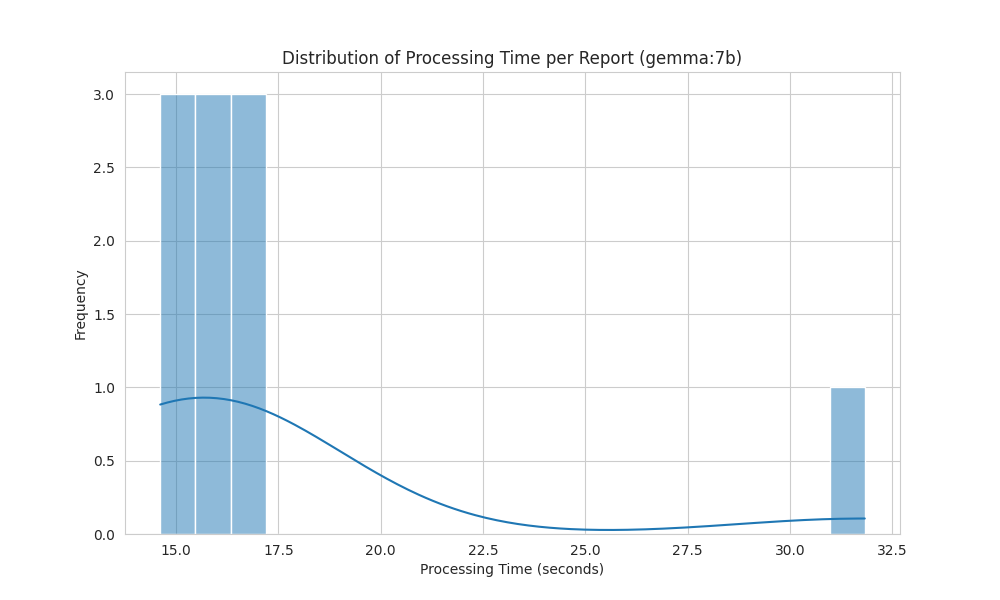 Distribution of Processing Time per Report (gemma:7b)
3.0
2.5
2.0
1.5
1.0
0.5
0.0
Frequency
15.0 17.5 20.0 22.5 25.0 27.5 30.0 32.5
Processing Time (seconds)